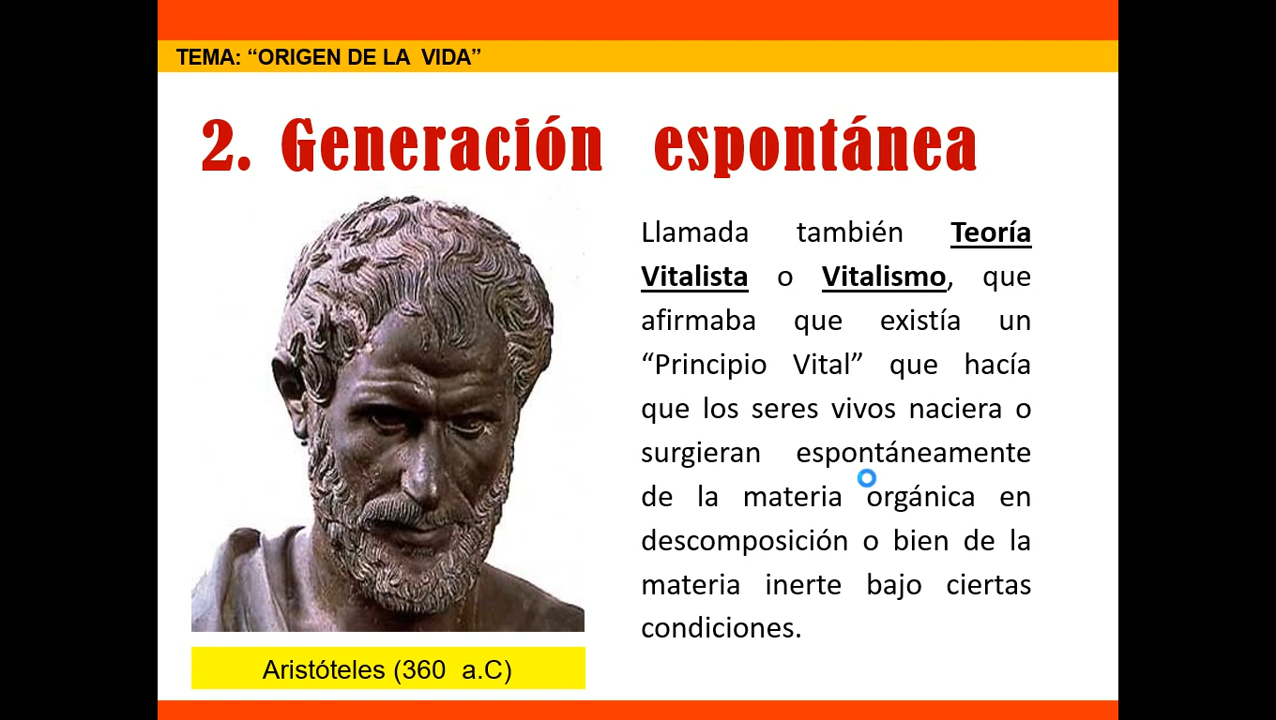 TEMA: “ORIGEN DE LA VIDA”
2. Generación espontánea
Llamada también Teoría
Vitalista o Vitalismo, que
afirmaba que existía un
“Principio Vital” que hacía
que los seres vivos naciera o
surgieran espontáneamente
de la materia orgánica en
descomposición o bien de la
materia inerte bajo ciertas
condiciones.
Aristóteles (360 a.C)